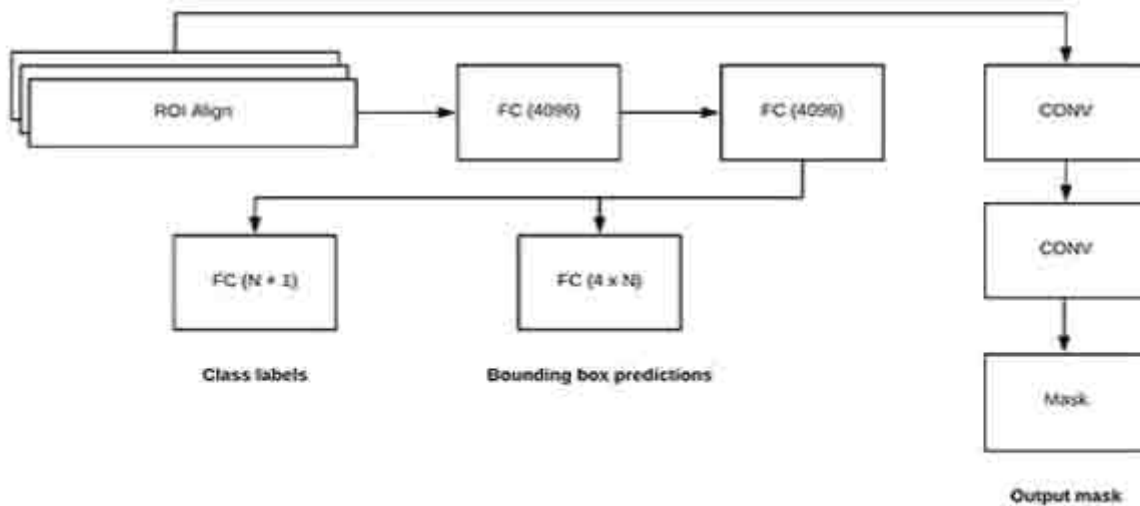 ROI Align
FC (4096)
FC (4096)
CONV
CONV
FC (N + 1)
FC (4 x N)
Class labels
Bounding box predictions
Mask
Output mask